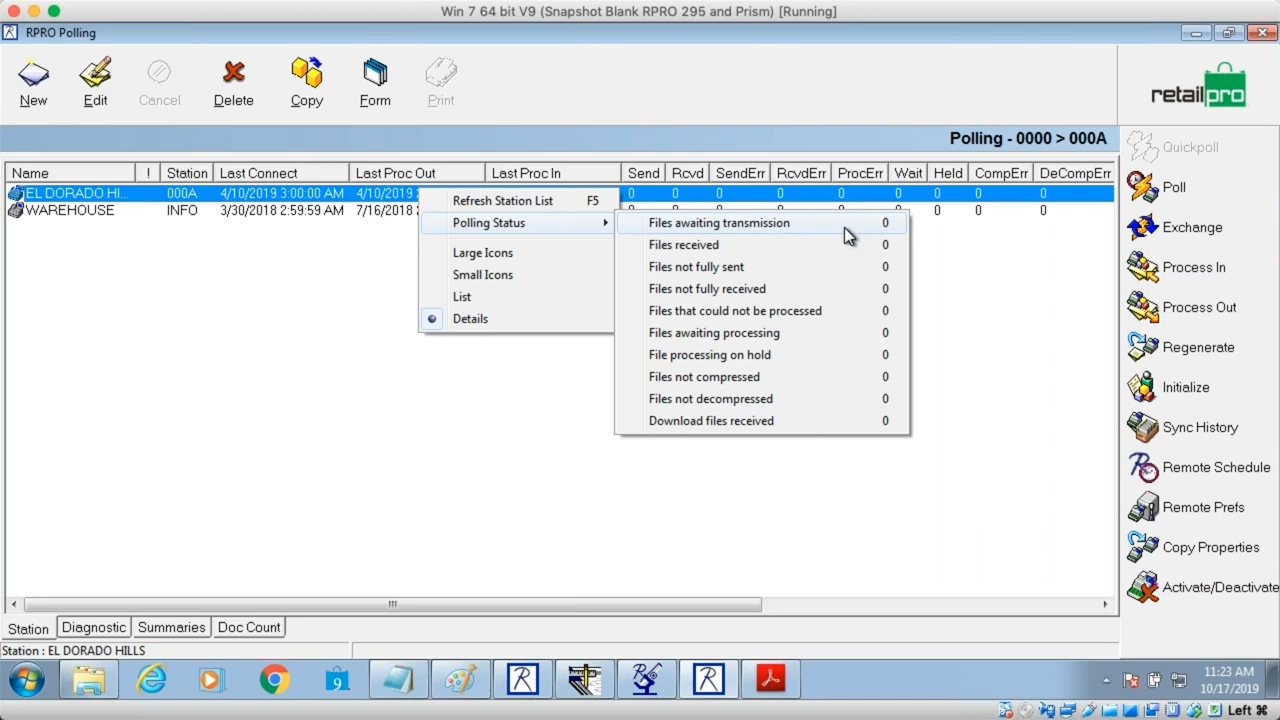 Win 7 64 bit V9 (Snapshot Blank RPRO 295 and Prism) [Running]
RPRO Polling
New Edit Cancel Delete Copy Form Print
retailpro
Polling - 0000 > 000A
Name ! Station Last Connect Last Proc Out Last Proc In Send Rcvd SendErr RcvdErr ProcErr Wait Held CompErr DeCompErr
EL DORADO HI... 000A 4/10/2019 3:00:00 AM 4/10/2019 0 0 0 0 0 0 0 0 0
WAREHOUSE INFO 3/30/2018 2:59:59 AM 7/16/2018 0 0 0 0 0 0 0 0 0
Refresh Station List F5
Polling Status
Large Icons
Small Icons
List
Details
Files awaiting transmission 0
Files received 0
Files not fully sent 0
Files not fully received 0
Files that could not be processed 0
Files awaiting processing 0
File processing on hold 0
Files not compressed 0
Files not decompressed 0
Download files received 0
Quickpoll
Poll
Exchange
Process In
Process Out
Regenerate
Initialize
Sync History
Remote Schedule
Remote Prefs
Copy Properties
Activate/Deactivate
Station Diagnostic Summaries Doc Count
Station : EL DORADO HILLS
9
11:23 AM
10/17/2019
Left ⌘